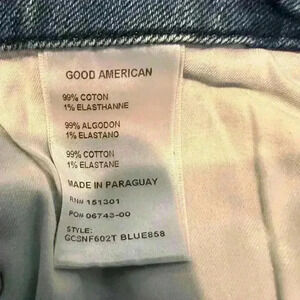 GOOD AMERICAN
99% COTON
1% ELASTHANNE
99% ALGODON
1% ELASTANO
99% COTTON
1% ELASTANE
MADE IN PARAGUAY
RN# 151301
PO# 06743-00
STYLE:
GCSNF602T BLUE858